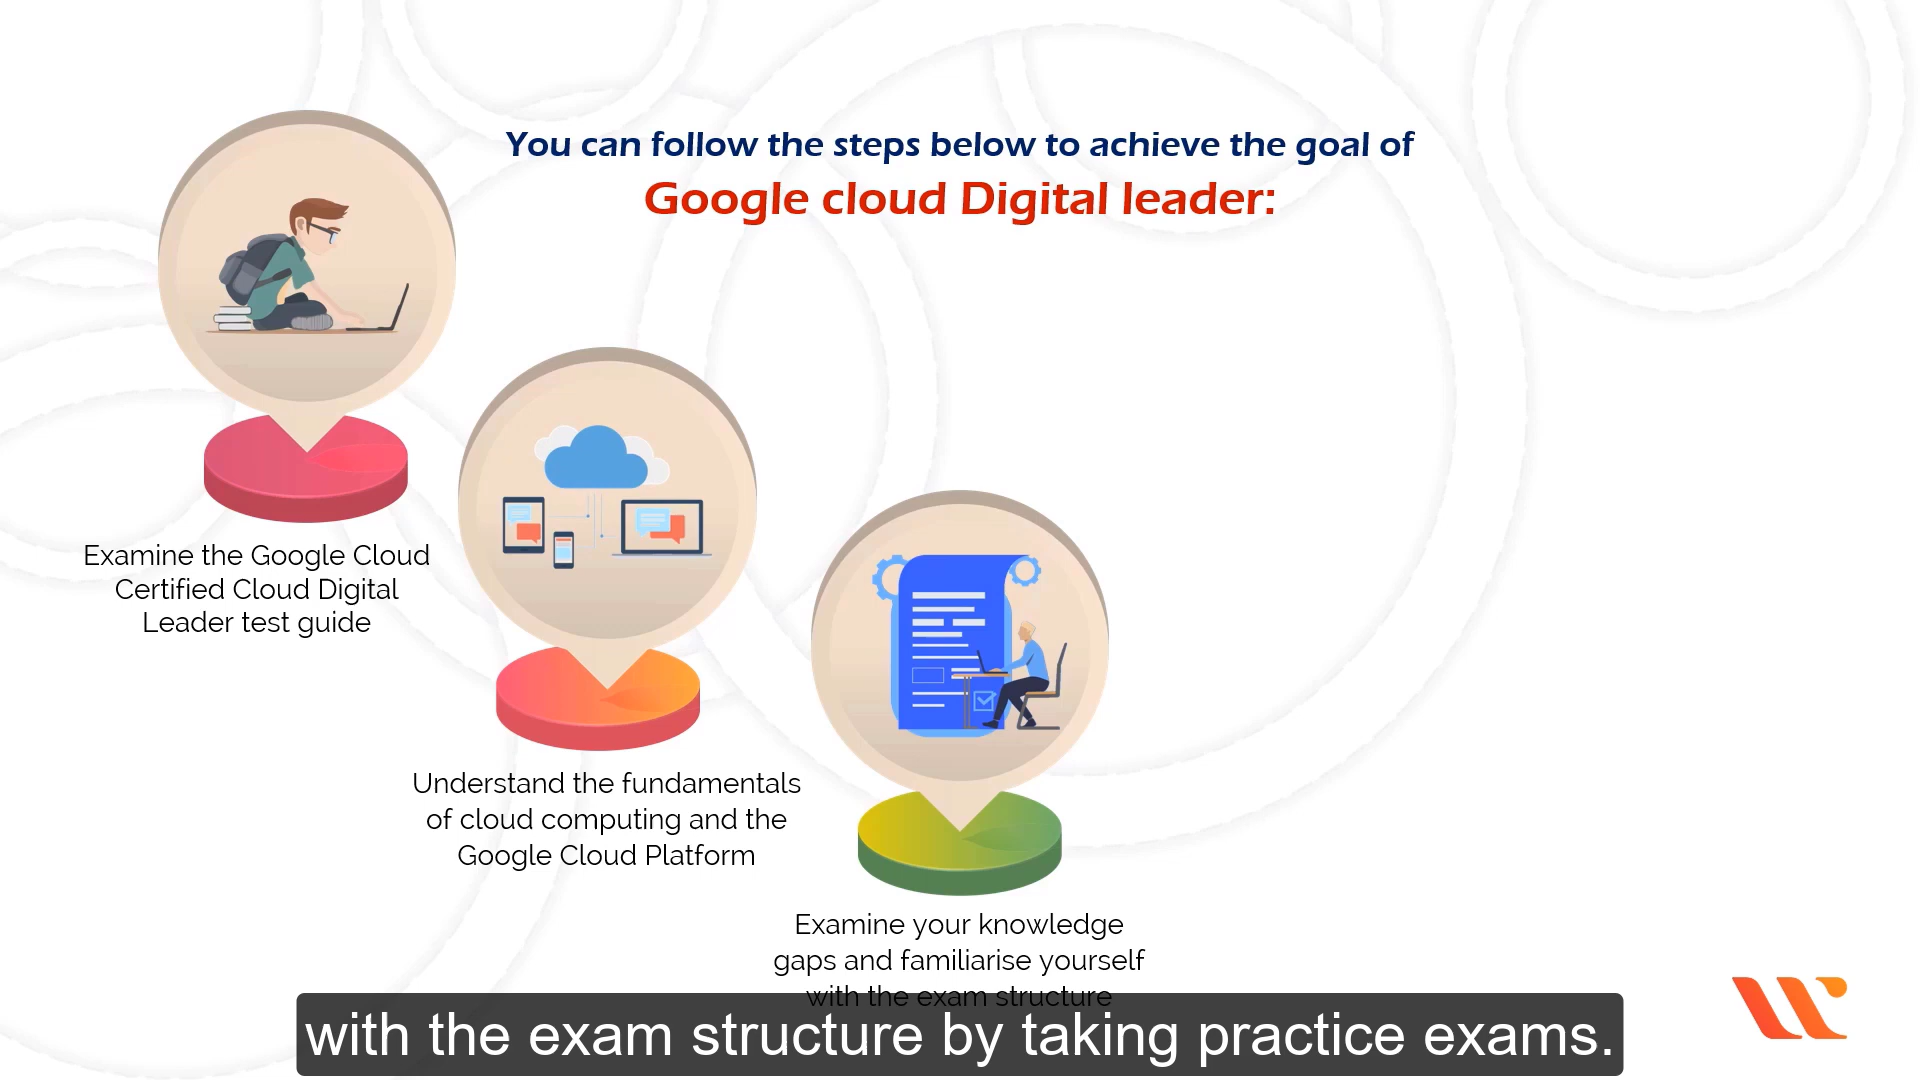 You can follow the steps below to achieve the goal of
Google cloud Digital leader:
Examine the Google Cloud
Certified Cloud Digital
Leader test guide
Understand the fundamentals
of cloud computing and the
Google Cloud Platform
Examine your knowledge
gaps and familiarise yourself
with the exam structure
with the exam structure by taking practice exams.